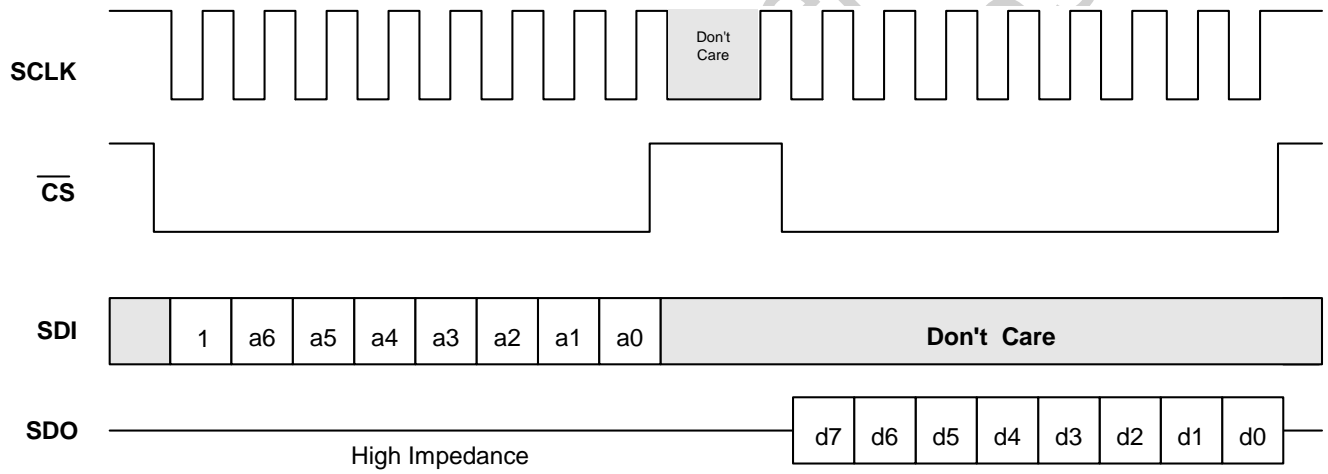 Don't
Care
SCLK
CS
SDI
1 a6 a5 a4 a3 a2 a1 a0 Don't Care
SDO
d7 d6 d5 d4 d3 d2 d1 d0
High Impedance